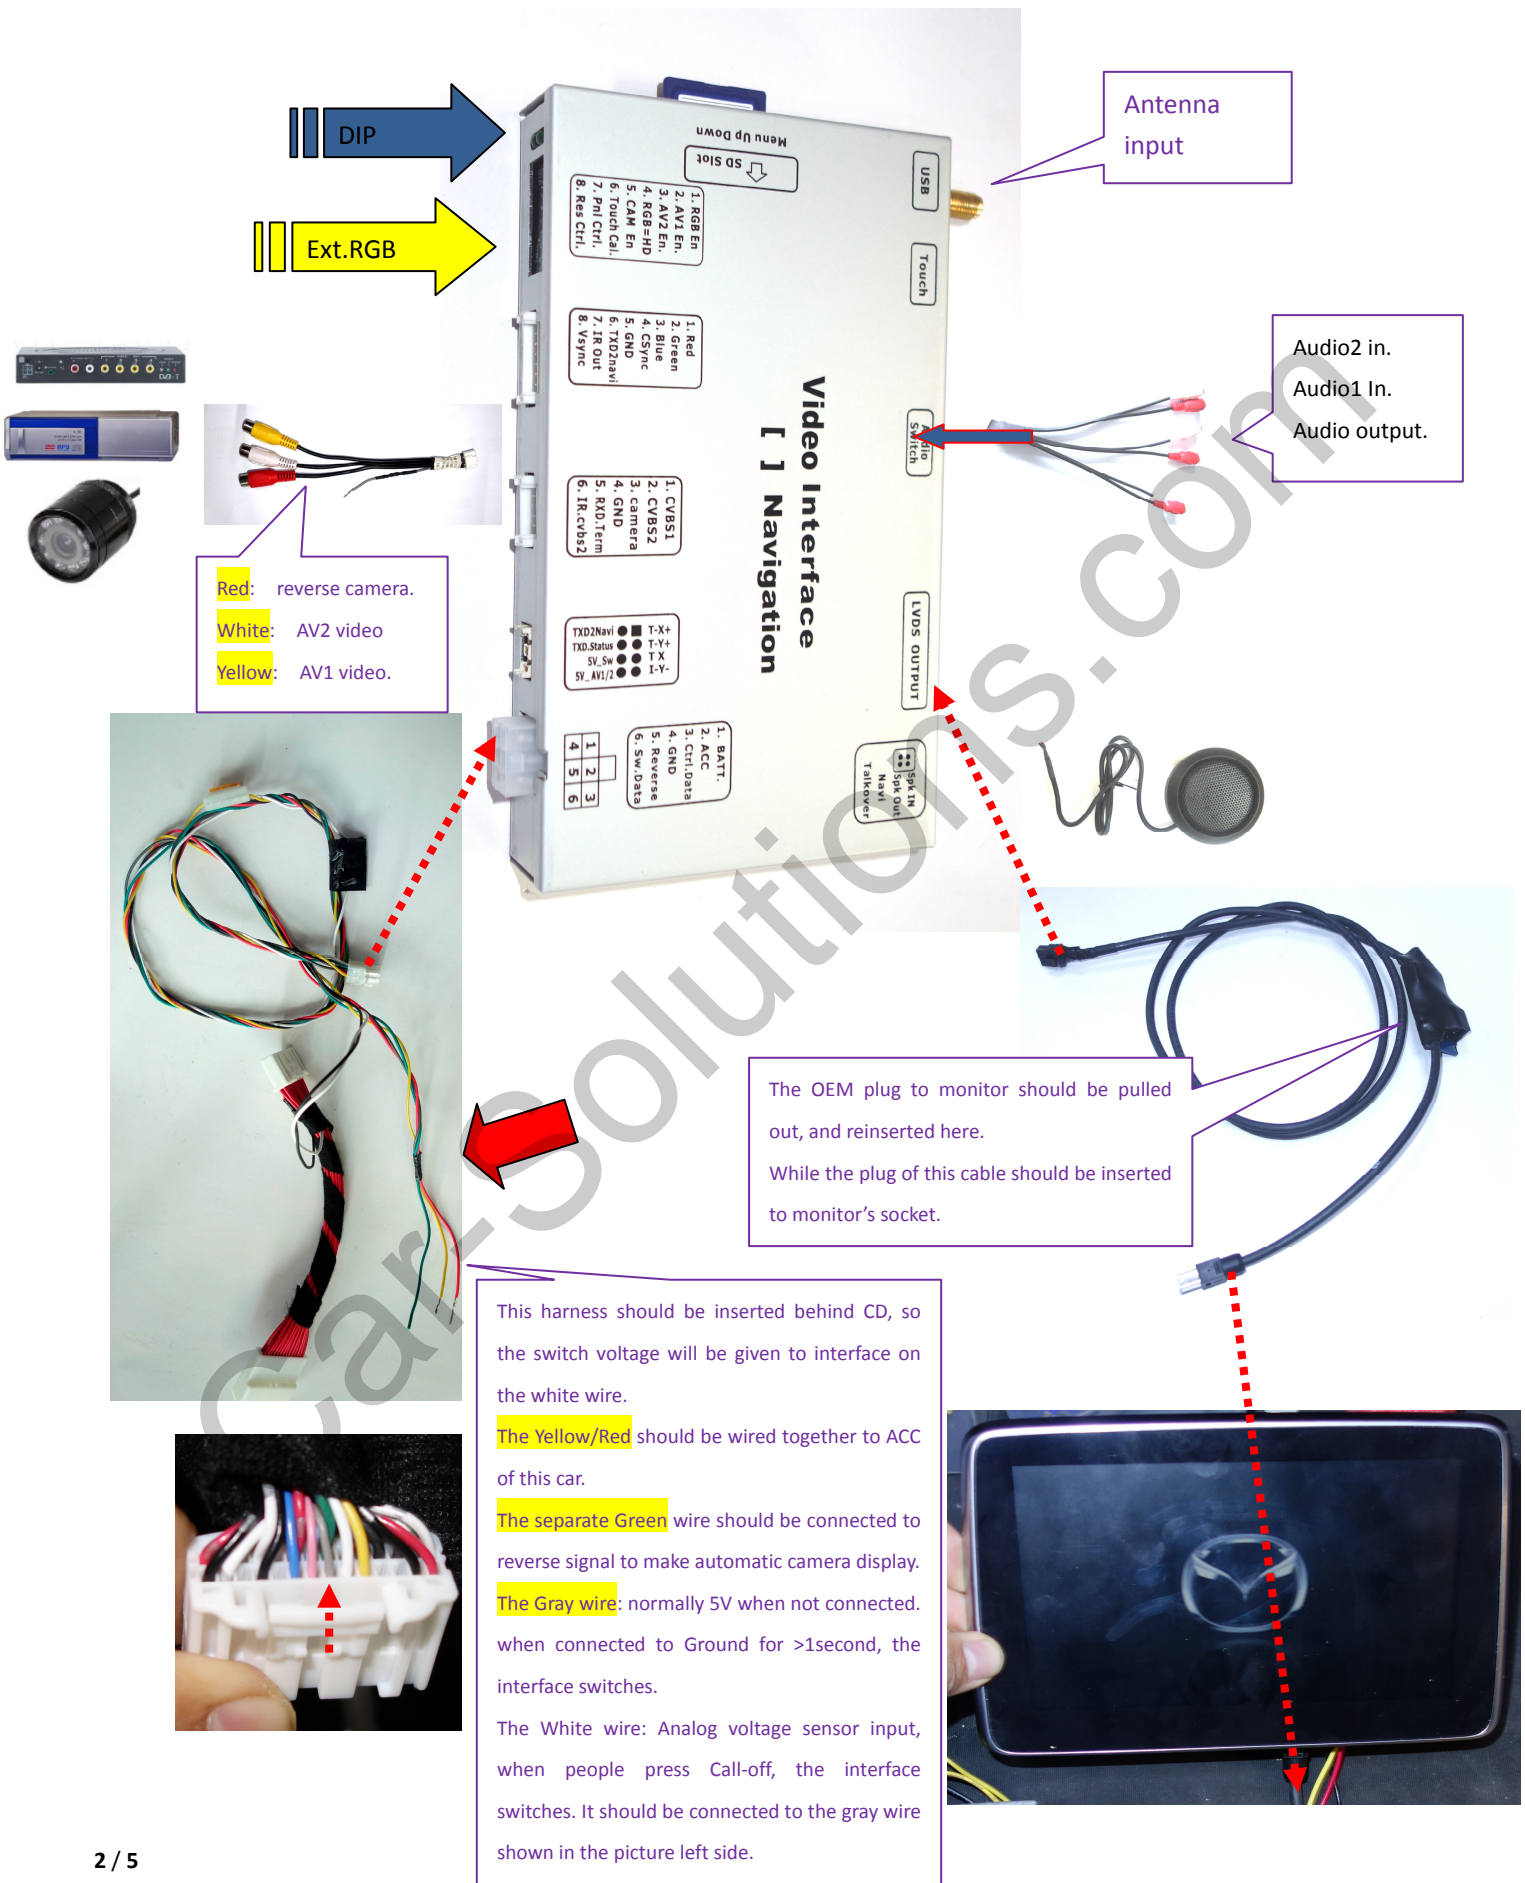 DIP
Ext.RGB
Antenna
input
Menu Up Down
SD Slot
USB
Touch
Audio
Switch
LVDS OUTPUT
Spk IN
Spk Out
Navi
Talkover
1. RGB En
2. AV1 En.
3. AV2 En.
4. RGB=HD
5. CAM En
6. Touch Cal.
7. Pnl Ctrl.
8. Res Ctrl.
1. Red
2. Green
3. Blue
4. CSync
5. GND
6. TXD2navi
7. IR Out
8. Vsync
Video Interface
[ ] Navigation
1. CVBS1
2. CVBS2
3. camera
4. GND
5. RXD.Term
6. IR.cvbs2
TXD2Navi T-X+
TXD.Status T-Y+
5V_Sw T X
5V_AV1/2 I-Y-
1. BATT.
2. ACC
3. Ctrl.Data
4. GND
5. Reverse
6. Sw.Data
1 2 3
4 5 6
Audio2 in.
Audio1 In.
Audio output.
Red: reverse camera.
White: AV2 video
Yellow: AV1 video.
The OEM plug to monitor should be pulled
out, and reinserted here.
While the plug of this cable should be inserted
to monitor's socket.
This harness should be inserted behind CD, so
the switch voltage will be given to interface on
the white wire.
The Yellow/Red should be wired together to ACC
of this car.
The separate Green wire should be connected to
reverse signal to make automatic camera display.
The Gray wire: normally 5V when not connected.
when connected to Ground for >1second, the
interface switches.
The White wire: Analog voltage sensor input,
when people press Call-off, the interface
switches. It should be connected to the gray wire
shown in the picture left side.
Car-Solutions.com
2 / 5